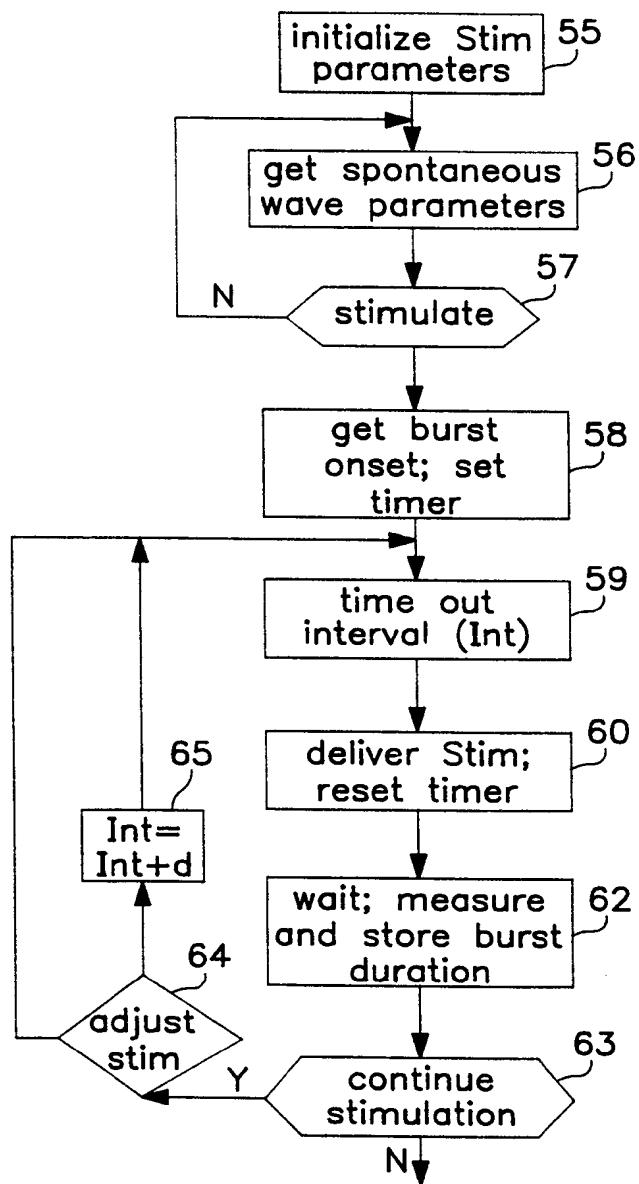 initialize Stim
parameters
55
get spontaneous
wave parameters
56
stimulate
57
N
get burst
onset; set
timer
58
time out
interval (Int)
59
deliver Stim;
reset timer
60
65
Int=
Int+d
wait; measure
and store burst
duration
62
64
adjust
stim
63
continue
stimulation
Y
N